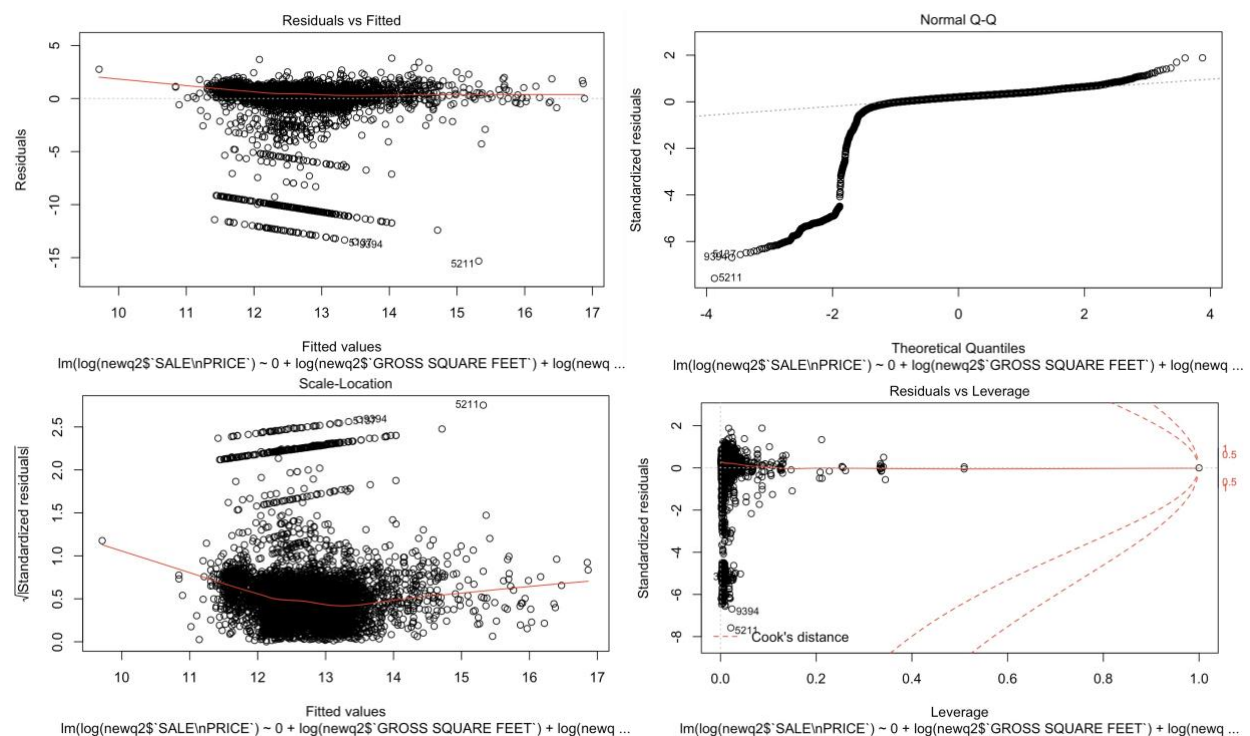 Residuals vs Fitted
Residuals
5
0
-5
-10
-15
9394
5211
10 11 12 13 14 15 16 17
Fitted values
lm(log(newq2$`SALE\nPRICE`) ~ 0 + log(newq2$`GROSS SQUARE FEET`) + log(newq ...
Normal Q-Q
Standardized residuals
2
0
-2
-4
-6
5137
9394
5211
-4 -2 0 2 4
Theoretical Quantiles
lm(log(newq2$`SALE\nPRICE`) ~ 0 + log(newq2$`GROSS SQUARE FEET`) + log(newq ...
Scale-Location
√|Standardized residuals|
2.5
2.0
1.5
1.0
0.5
0.0
5211
9394
10 11 12 13 14 15 16 17
Fitted values
lm(log(newq2$`SALE\nPRICE`) ~ 0 + log(newq2$`GROSS SQUARE FEET`) + log(newq ...
Residuals vs Leverage
Standardized residuals
2
0
-2
-4
-6
-8
1
0.5
0.5
1
9394
5211
Cook's distance
0.0 0.2 0.4 0.6 0.8 1.0
Leverage
lm(log(newq2$`SALE\nPRICE`) ~ 0 + log(newq2$`GROSS SQUARE FEET`) + log(newq ...